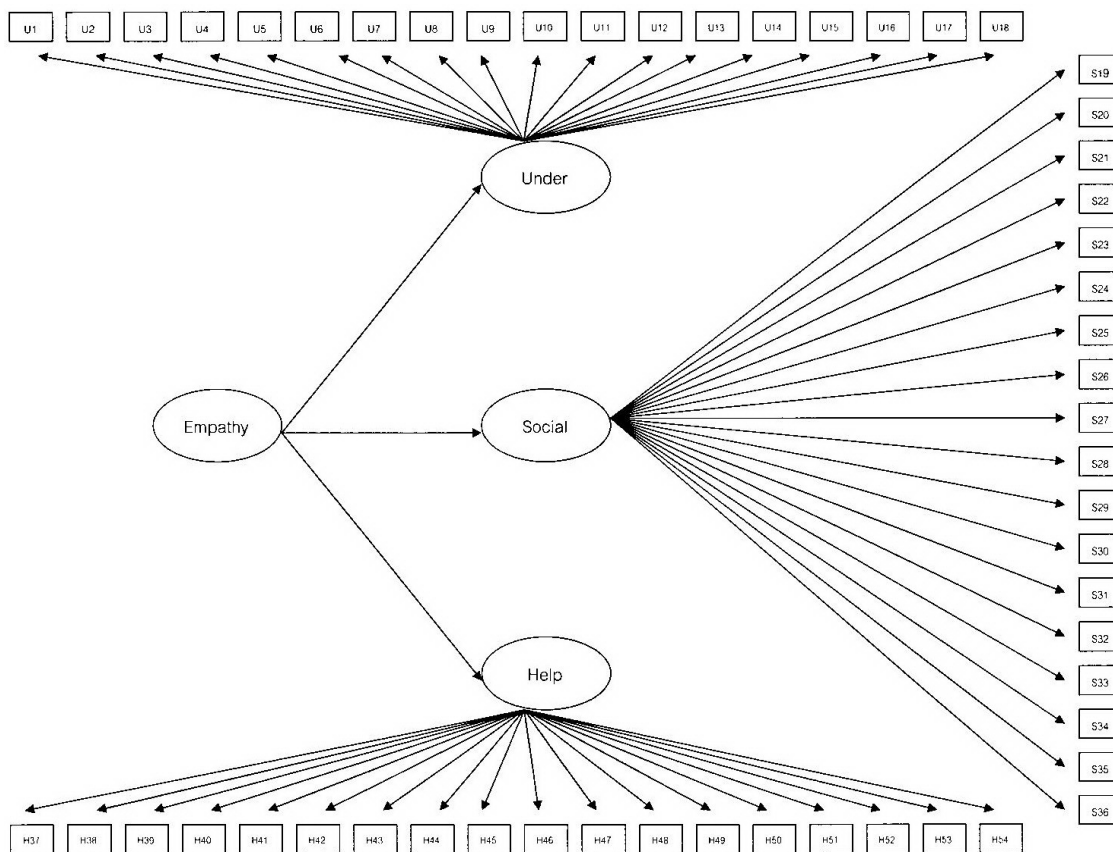 U1 U2 U3 U4 U5 U6 U7 U8 U9 U10 U11 U12 U13 U14 U15 U16 U17 U18
S19
S20
S21
Under
S22
S23
S24
S25
S26
Empathy Social S27
S28
S29
S30
S31
S32
Help S33
S34
S35
S36
H37 H38 H39 H40 H41 H42 H43 H44 H45 H46 H47 H48 H49 H50 H51 H52 H53 H54